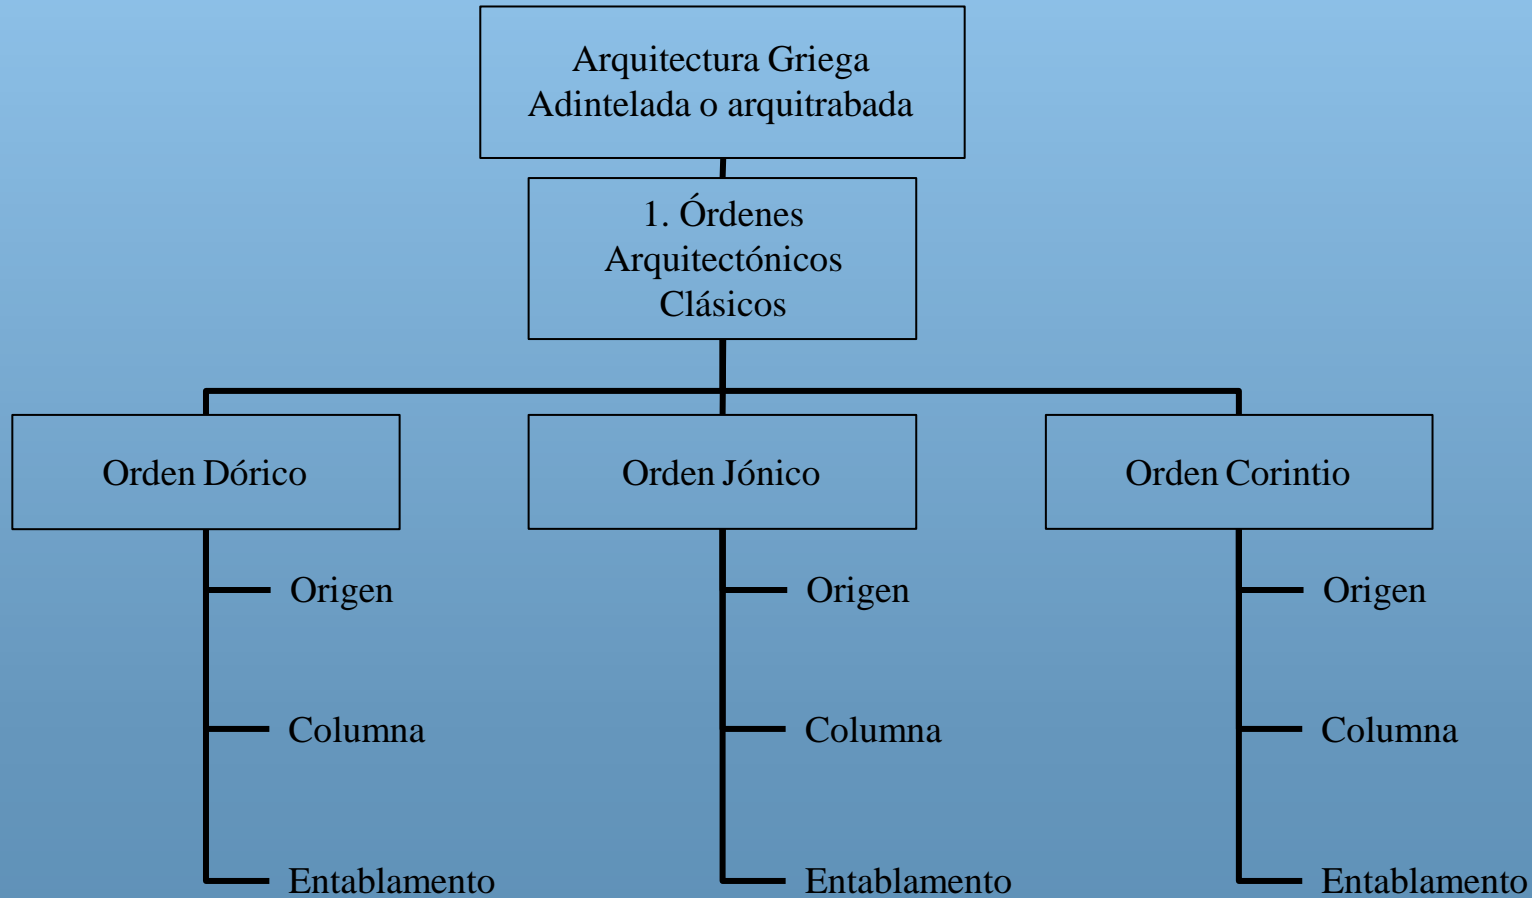 Arquitectura Griega
Adintelada o arquitrabada
1. Órdenes
Arquitectónicos
Clásicos
Orden Dórico
Origen
Columna
Entablamento
Orden Jónico
Origen
Columna
Entablamento
Orden Corintio
Origen
Columna
Entablamento